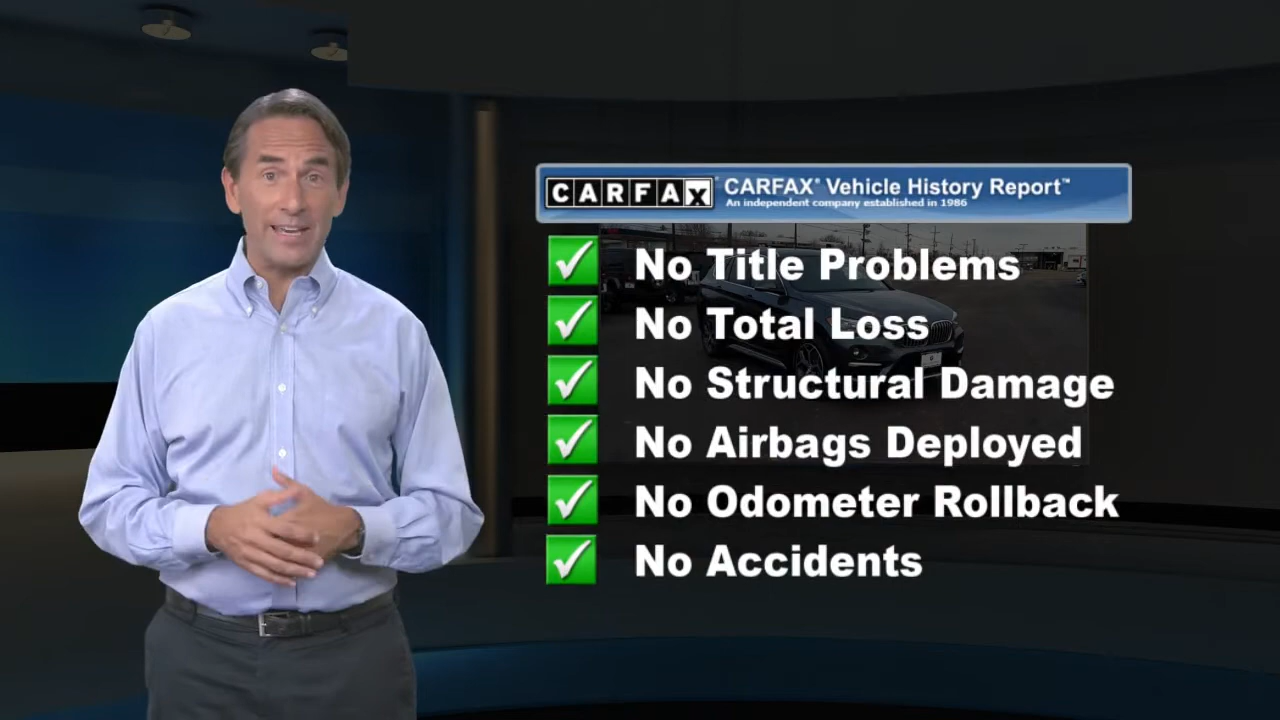 CARFAX
CARFAX® Vehicle History Report™
An independent company established in 1986
No Title Problems
No Total Loss
No Structural Damage
No Airbags Deployed
No Odometer Rollback
No Accidents